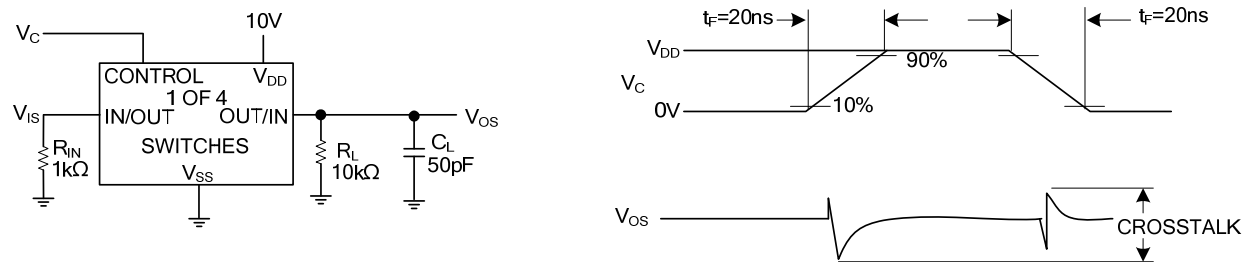 V_C
10V
CONTROL
V_DD
1 OF 4
V_IS
IN/OUT
OUT/IN
V_OS
SWITCHES
R_IN
1kΩ
V_SS
R_L
10kΩ
C_L
50pF
t_F=20ns
t_F=20ns
V_DD
90%
V_C
10%
0V
V_OS
CROSSTALK